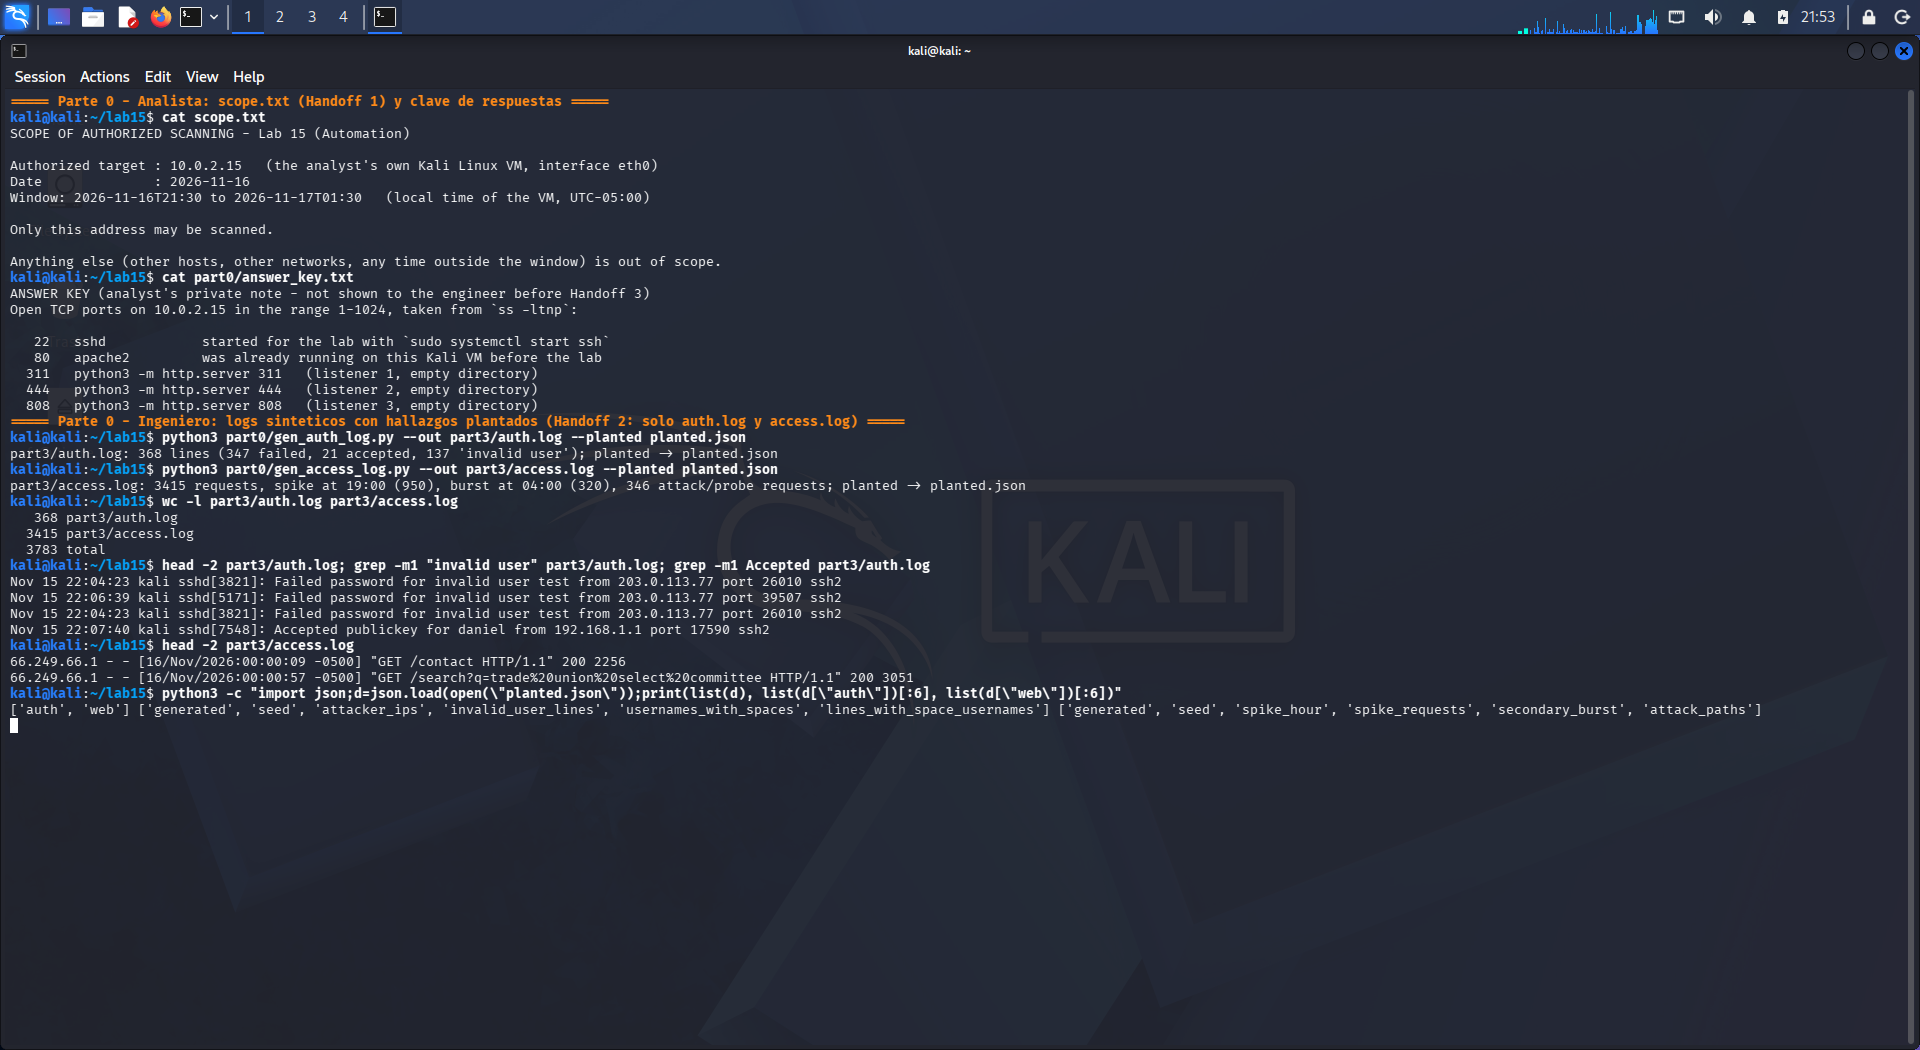 1 2 3 4
21:53
kali@kali: ~
Session Actions Edit View Help
═════ Parte 0 - Analista: scope.txt (Handoff 1) y clave de respuestas ═════
kali@kali:~/lab15$ cat scope.txt
SCOPE OF AUTHORIZED SCANNING - Lab 15 (Automation)
Authorized target : 10.0.2.15 (the analyst's own Kali Linux VM, interface eth0)
Date : 2026-11-16
Window: 2026-11-16T21:30 to 2026-11-17T01:30 (local time of the VM, UTC-05:00)
Only this address may be scanned.
Anything else (other hosts, other networks, any time outside the window) is out of scope.
kali@kali:~/lab15$ cat part0/answer_key.txt
ANSWER KEY (analyst's private note - not shown to the engineer before Handoff 3)
Open TCP ports on 10.0.2.15 in the range 1-1024, taken from `ss -ltnp`:
22 sshd started for the lab with `sudo systemctl start ssh`
80 apache2 was already running on this Kali VM before the lab
311 python3 -m http.server 311 (listener 1, empty directory)
444 python3 -m http.server 444 (listener 2, empty directory)
808 python3 -m http.server 808 (listener 3, empty directory)
═════ Parte 0 - Ingeniero: logs sinteticos con hallazgos plantados (Handoff 2: solo auth.log y access.log) ═════
kali@kali:~/lab15$ python3 part0/gen_auth_log.py --out part3/auth.log --planted planted.json
part3/auth.log: 368 lines (347 failed, 21 accepted, 137 'invalid user'); planted → planted.json
kali@kali:~/lab15$ python3 part0/gen_access_log.py --out part3/access.log --planted planted.json
part3/access.log: 3415 requests, spike at 19:00 (950), burst at 04:00 (320), 346 attack/probe requests; planted → planted.json
kali@kali:~/lab15$ wc -l part3/auth.log part3/access.log
368 part3/auth.log
3415 part3/access.log
3783 total
kali@kali:~/lab15$ head -2 part3/auth.log; grep -m1 "invalid user" part3/auth.log; grep -m1 Accepted part3/auth.log
Nov 15 22:04:23 kali sshd[3821]: Failed password for invalid user test from 203.0.113.77 port 26010 ssh2
Nov 15 22:06:39 kali sshd[5171]: Failed password for invalid user test from 203.0.113.77 port 39507 ssh2
Nov 15 22:04:23 kali sshd[3821]: Failed password for invalid user test from 203.0.113.77 port 26010 ssh2
Nov 15 22:07:40 kali sshd[7548]: Accepted publickey for daniel from 192.168.1.1 port 17590 ssh2
kali@kali:~/lab15$ head -2 part3/access.log
66.249.66.1 - - [16/Nov/2026:00:00:09 -0500] "GET /contact HTTP/1.1" 200 2256
66.249.66.1 - - [16/Nov/2026:00:00:57 -0500] "GET /search?q=trade%20union%20select%20committee HTTP/1.1" 200 3051
kali@kali:~/lab15$ python3 -c "import json;d=json.load(open(\"planted.json\"));print(list(d), list(d[\"auth\"])[:6], list(d[\"web\"])[:6])"
['auth', 'web'] ['generated', 'seed', 'attacker_ips', 'invalid_user_lines', 'usernames_with_spaces', 'lines_with_space_usernames'] ['generated', 'seed', 'spike_hour', 'spike_requests', 'secondary_burst', 'attack_paths']
KALI